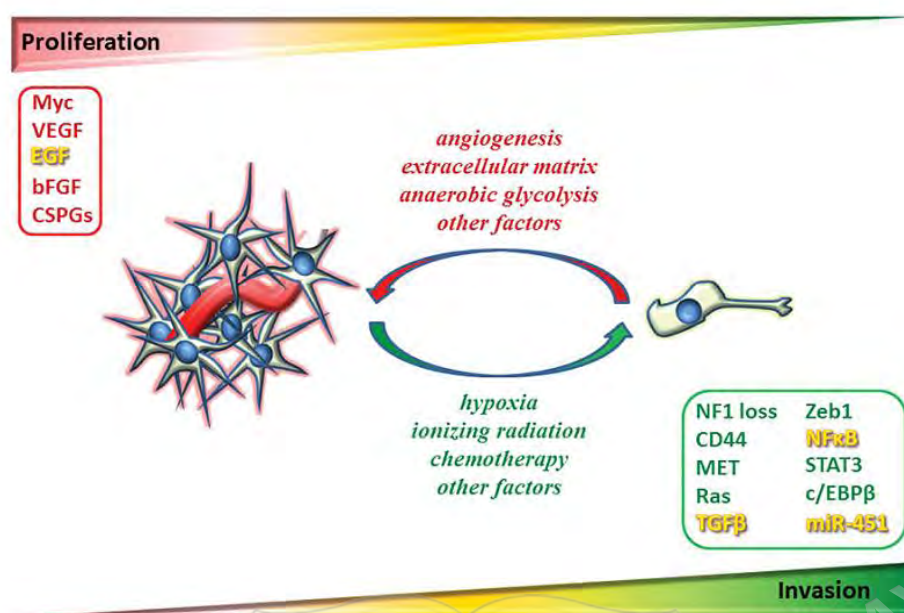 Proliferation
Myc
VEGF
EGF
bFGF
CSPGs
angiogenesis
extracellular matrix
anaerobic glycolysis
other factors
hypoxia
ionizing radiation
chemotherapy
other factors
NF1 loss Zeb1
CD44 NFκB
MET STAT3
Ras c/EBPβ
TGFβ miR-451
Invasion